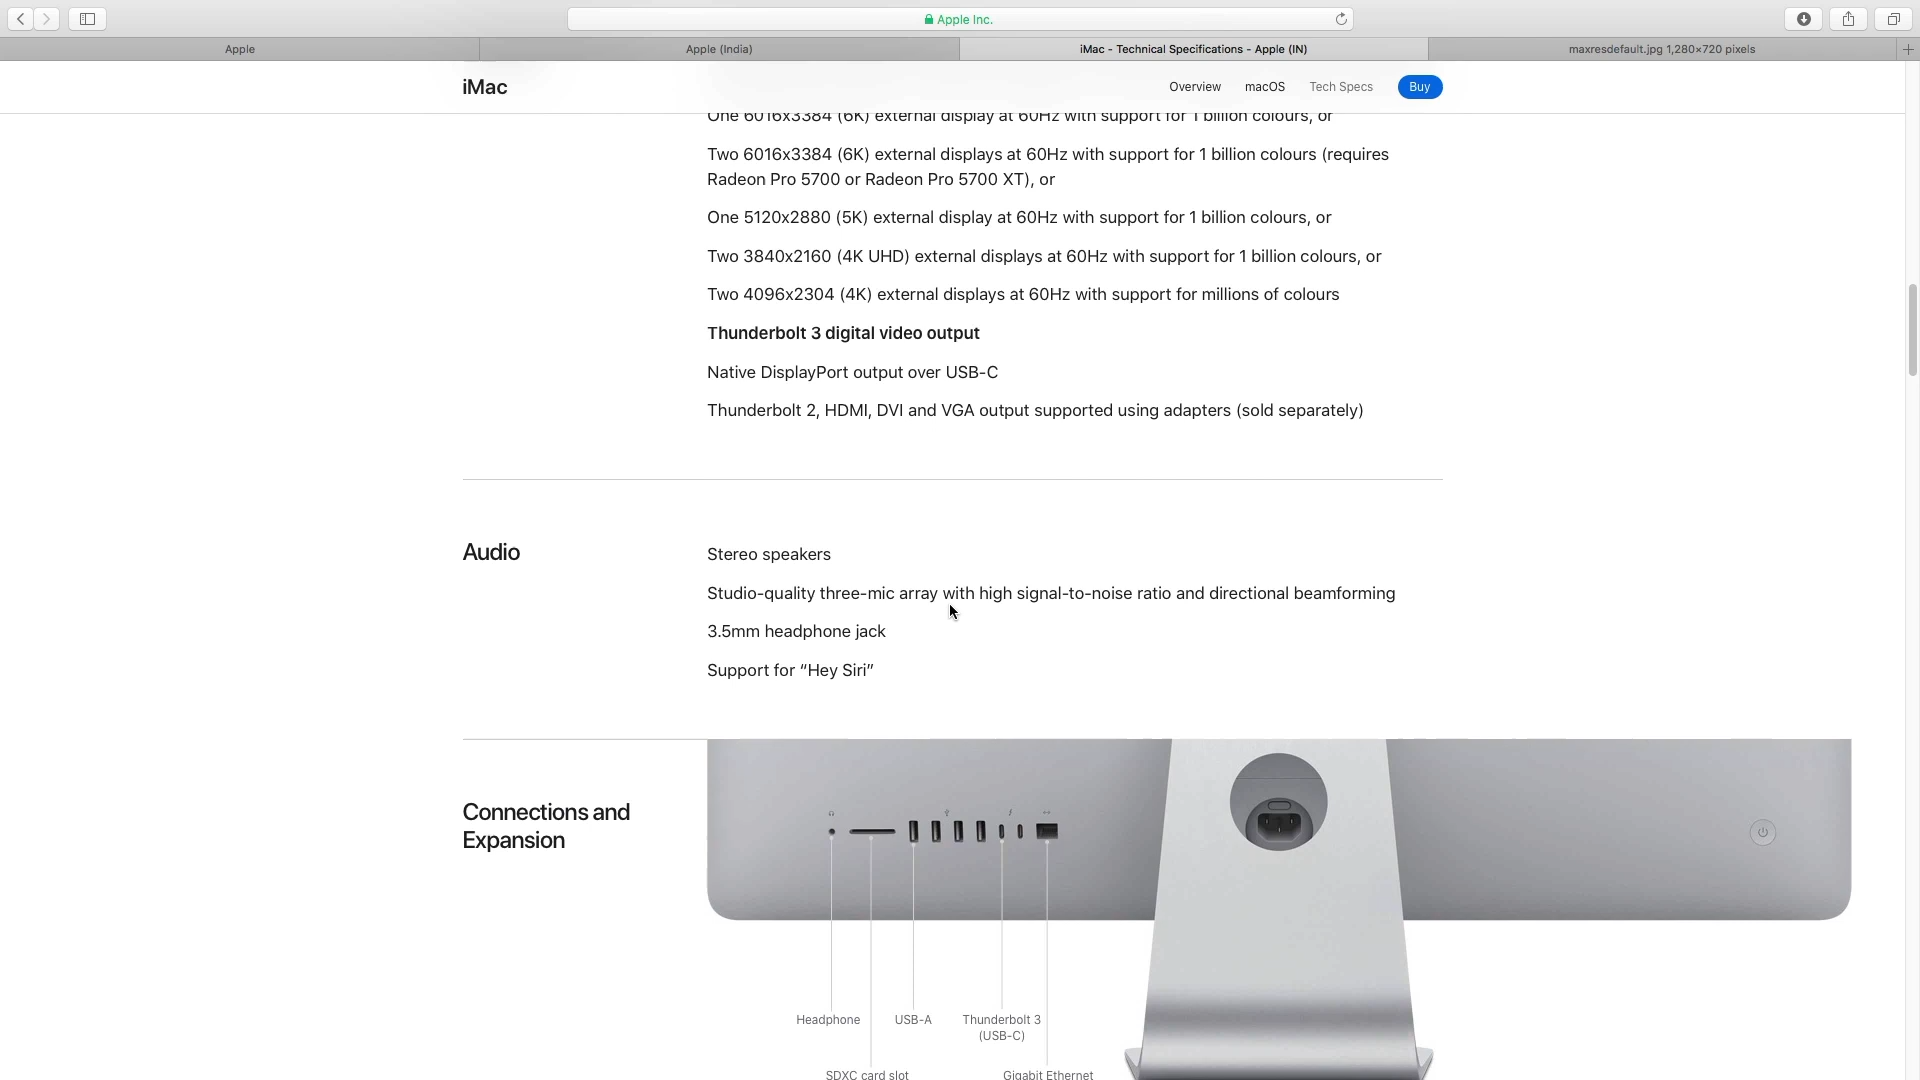 Apple Inc.
Apple
Apple (India)
iMac - Technical Specifications - Apple (IN)
maxresdefault.jpg 1,280×720 pixels
iMac
Overview
macOS
Tech Specs
Buy
One 6016x3384 (6K) external display at 60Hz with support for 1 billion colours, or
Two 6016x3384 (6K) external displays at 60Hz with support for 1 billion colours (requires
Radeon Pro 5700 or Radeon Pro 5700 XT), or
One 5120x2880 (5K) external display at 60Hz with support for 1 billion colours, or
Two 3840x2160 (4K UHD) external displays at 60Hz with support for 1 billion colours, or
Two 4096x2304 (4K) external displays at 60Hz with support for millions of colours
Thunderbolt 3 digital video output
Native DisplayPort output over USB-C
Thunderbolt 2, HDMI, DVI and VGA output supported using adapters (sold separately)
Audio
Stereo speakers
Studio-quality three-mic array with high signal-to-noise ratio and directional beamforming
3.5mm headphone jack
Support for “Hey Siri”
Connections and
Expansion
Headphone
USB-A
Thunderbolt 3
(USB-C)
SDXC card slot
Gigabit Ethernet